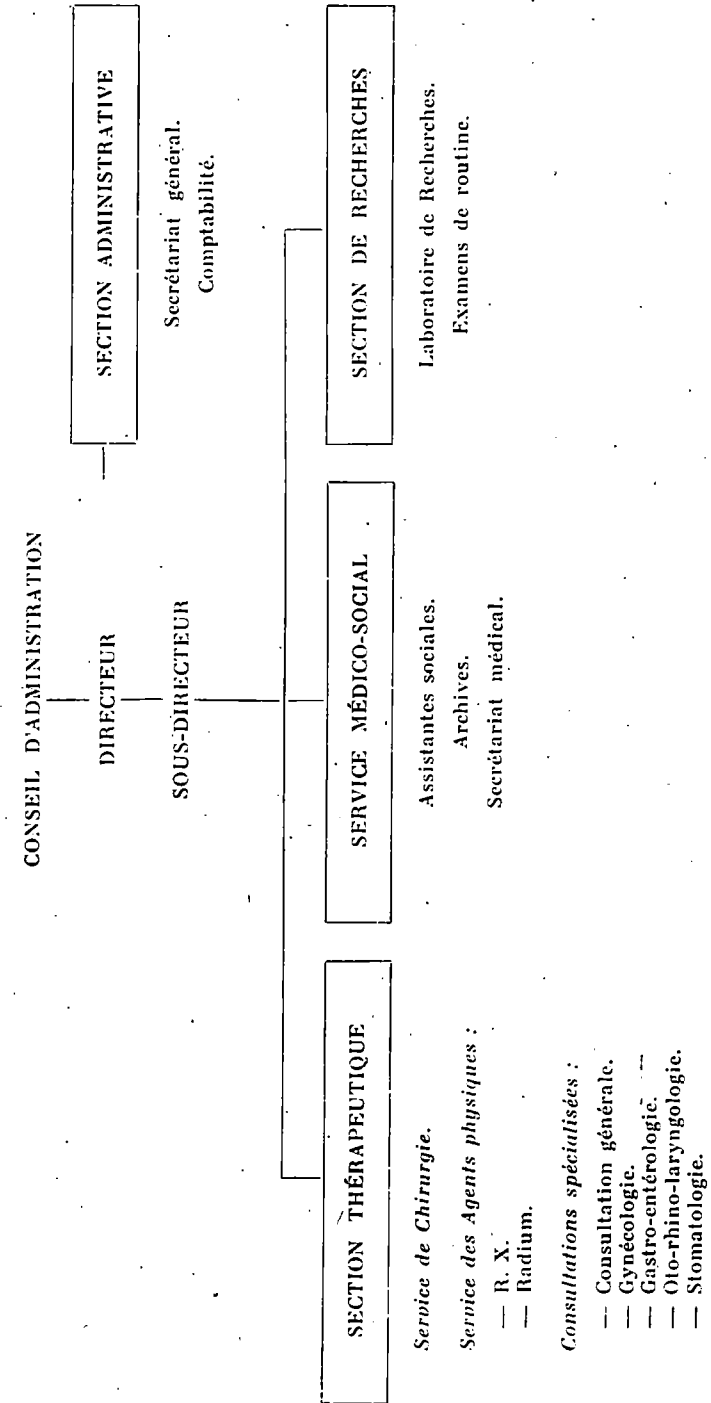 CONSEIL D'ADMINISTRATION
DIRECTEUR
SOUS-DIRECTEUR
SECTION ADMINISTRATIVE
Secrétariat général.
Comptabilité.
SECTION THÉRAPEUTIQUE
Service de Chirurgie.
Service des Agents physiques :
— R. X.
— Radium.
Consultations spécialisées :
— Consultation générale.
— Gynécologie.
— Gastro-entérologie.
— Oto-rhino-laryngologie.
— Stomatologie.
SERVICE MÉDICO-SOCIAL
Assistantes sociales.
Archives.
Secrétariat médical.
SECTION DE RECHERCHES
Laboratoire de Recherches.
Examens de routine.